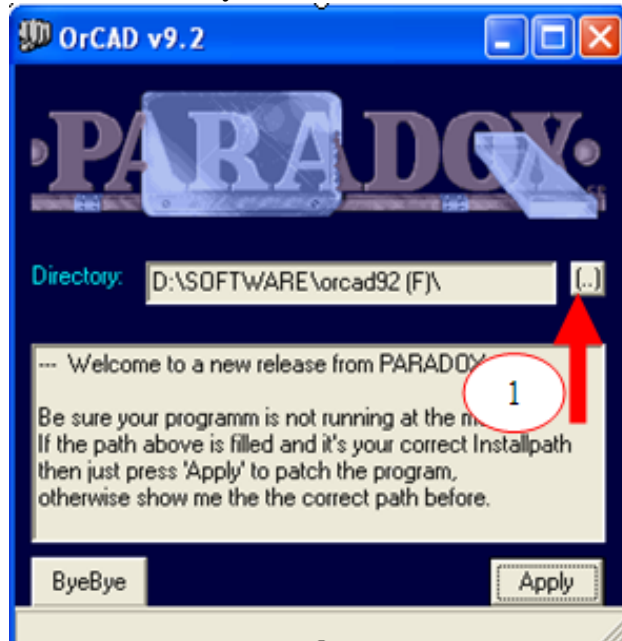 OrCAD v9.2
PARADOX
Directory: D:\SOFTWARE\orcad92 (F)\ (..)
--- Welcome to a new release from PARADOX
1
Be sure your programm is not running at the
If the path above is filled and it's your correct Installpath
then just press 'Apply' to patch the program,
otherwise show me the the correct path before.
ByeBye Apply